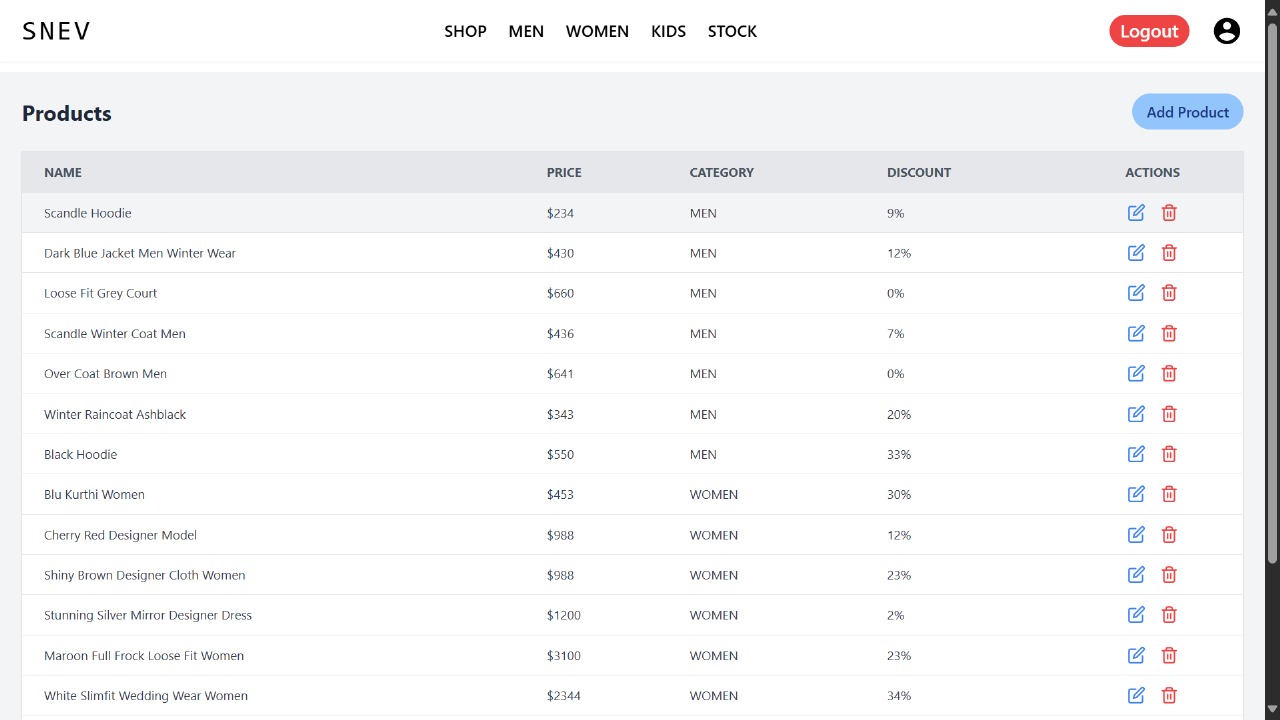 SNEV SHOP MEN WOMEN KIDS STOCK Logout
Products Add Product
NAME PRICE CATEGORY DISCOUNT ACTIONS
Scandle Hoodie $234 MEN 9%
Dark Blue Jacket Men Winter Wear $430 MEN 12%
Loose Fit Grey Court $660 MEN 0%
Scandle Winter Coat Men $436 MEN 7%
Over Coat Brown Men $641 MEN 0%
Winter Raincoat Ashblack $343 MEN 20%
Black Hoodie $550 MEN 33%
Blu Kurthi Women $453 WOMEN 30%
Cherry Red Designer Model $988 WOMEN 12%
Shiny Brown Designer Cloth Women $988 WOMEN 23%
Stunning Silver Mirror Designer Dress $1200 WOMEN 2%
Maroon Full Frock Loose Fit Women $3100 WOMEN 23%
White Slimfit Wedding Wear Women $2344 WOMEN 34%